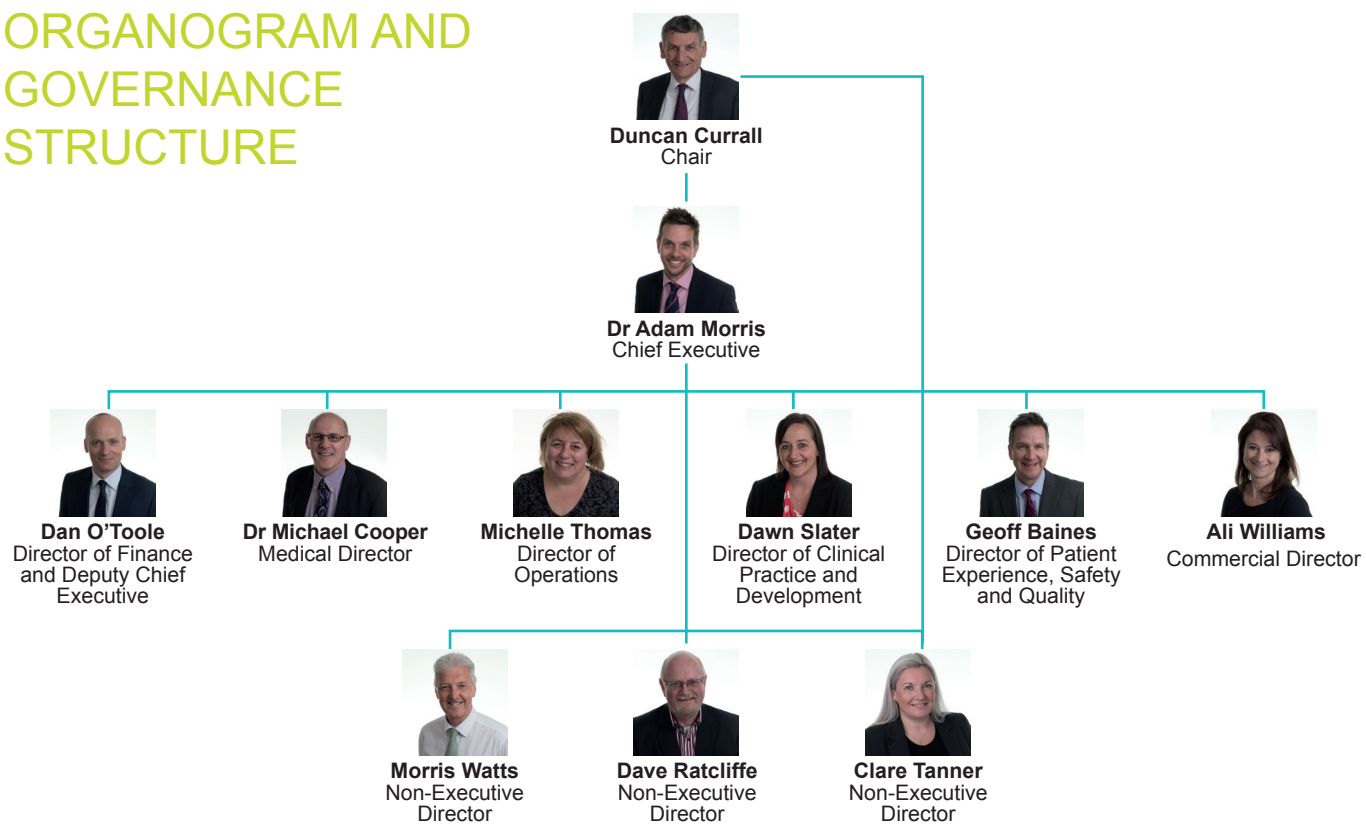 ORGANOGRAM AND
GOVERNANCE
STRUCTURE
Duncan Currall
Chair
Dr Adam Morris
Chief Executive
Dan O'Toole
Director of Finance
and Deputy Chief
Executive
Dr Michael Cooper
Medical Director
Michelle Thomas
Director of
Operations
Dawn Slater
Director of Clinical
Practice and
Development
Geoff Baines
Director of Patient
Experience, Safety
and Quality
Ali Williams
Commercial Director
Morris Watts
Non-Executive
Director
Dave Ratcliffe
Non-Executive
Director
Clare Tanner
Non-Executive
Director